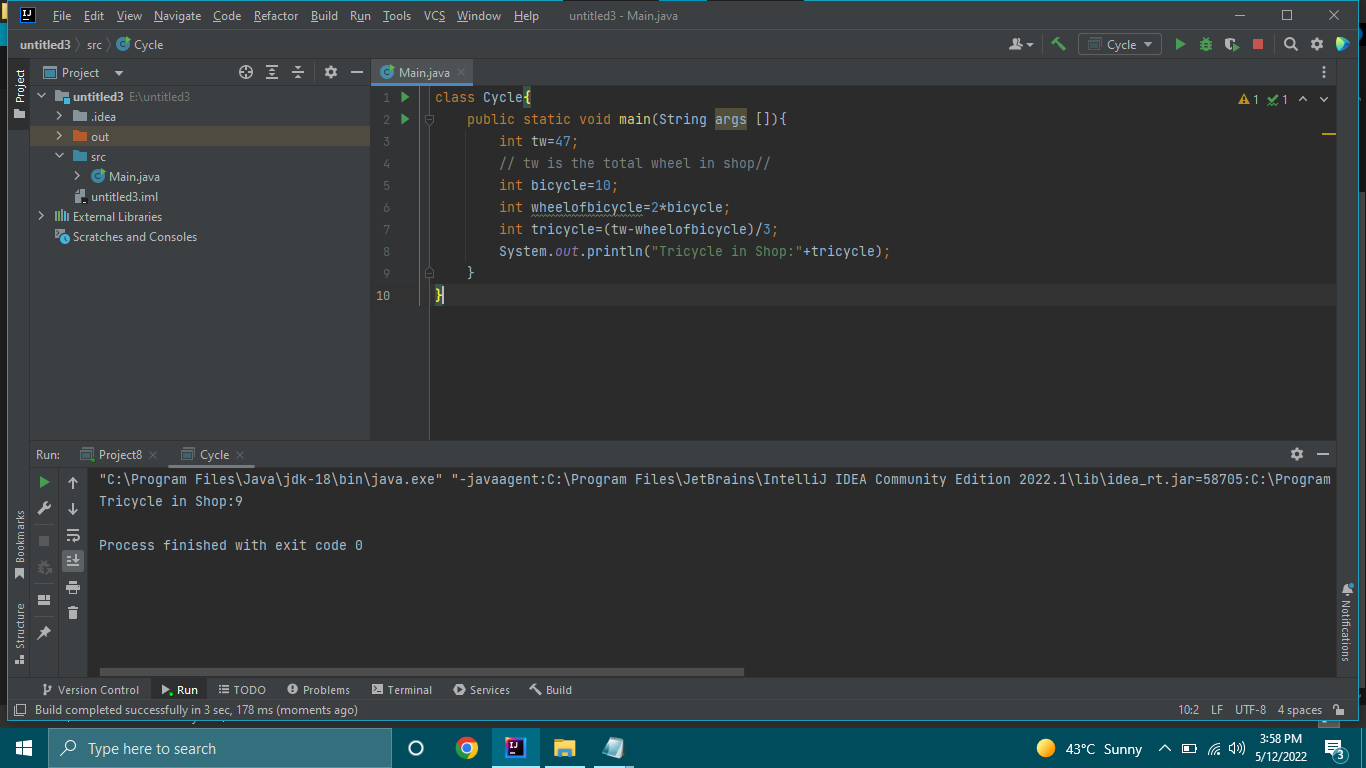 File Edit View Navigate Code Refactor Build Run Tools VCS Window Help untitled3 - Main.java
untitled3 src Cycle Cycle
Project Main.java
Project
untitled3 E:\untitled3
.idea
out
src
Main.java
untitled3.iml
External Libraries
Scratches and Consoles
1 class Cycle{ 1 1
2 public static void main(String args []){
3 int tw=47;
4 // tw is the total wheel in shop//
5 int bicycle=10;
6 int wheelofbicycle=2*bicycle;
7 int tricycle=(tw-wheelofbicycle)/3;
8 System.out.println("Tricycle in Shop:"+tricycle);
9 }
10 }
Run: Project8 Cycle
"C:\Program Files\Java\jdk-18\bin\java.exe" "-javaagent:C:\Program Files\JetBrains\IntelliJ IDEA Community Edition 2022.1\lib\idea_rt.jar=58705:C:\Program
Tricycle in Shop:9
Process finished with exit code 0
Bookmarks
Structure
Notifications
Version Control Run TODO Problems Terminal Services Build
Build completed successfully in 3 sec, 178 ms (moments ago) 10:2 LF UTF-8 4 spaces
Type here to search 43°C Sunny 3:58 PM
5/12/2022 3